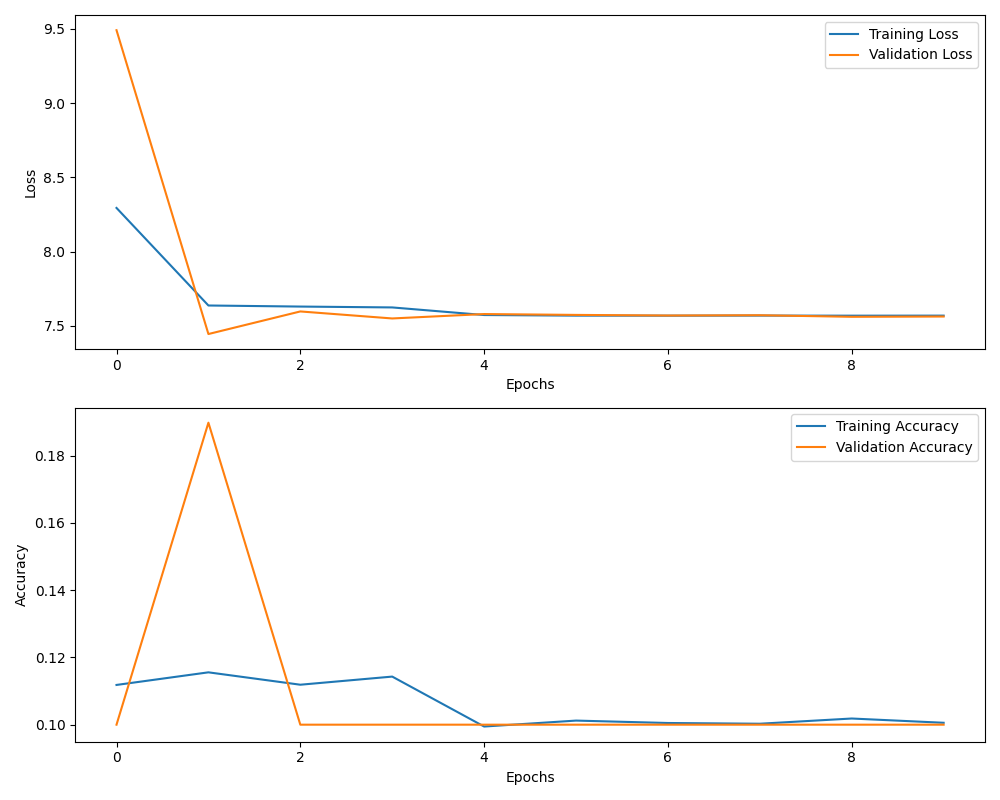 9.5
9.0
8.5
8.0
7.5
Loss
Training Loss
Validation Loss
0 2 4 6 8
Epochs
0.18
0.16
0.14
0.12
0.10
Accuracy
Training Accuracy
Validation Accuracy
0 2 4 6 8
Epochs